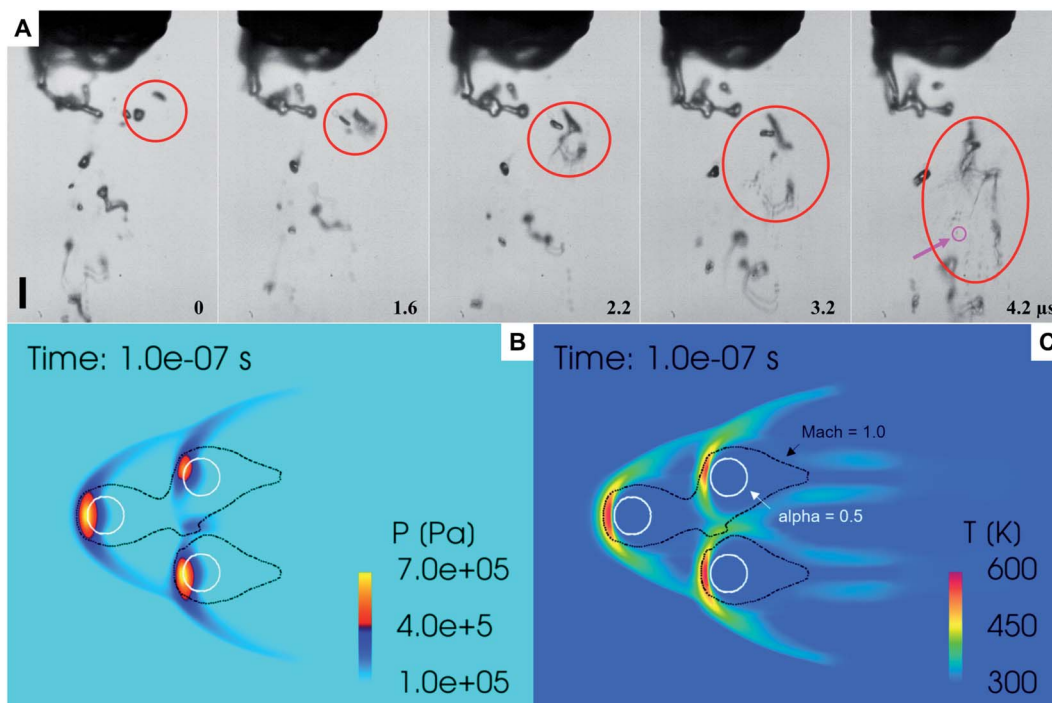 A
0
1.6
2.2
3.2
4.2 µs
Time: 1.0e-07 s
B
P (Pa)
7.0e+05
4.0e+5
1.0e+05
Time: 1.0e-07 s
C
Mach = 1.0
alpha = 0.5
T (K)
600
450
300